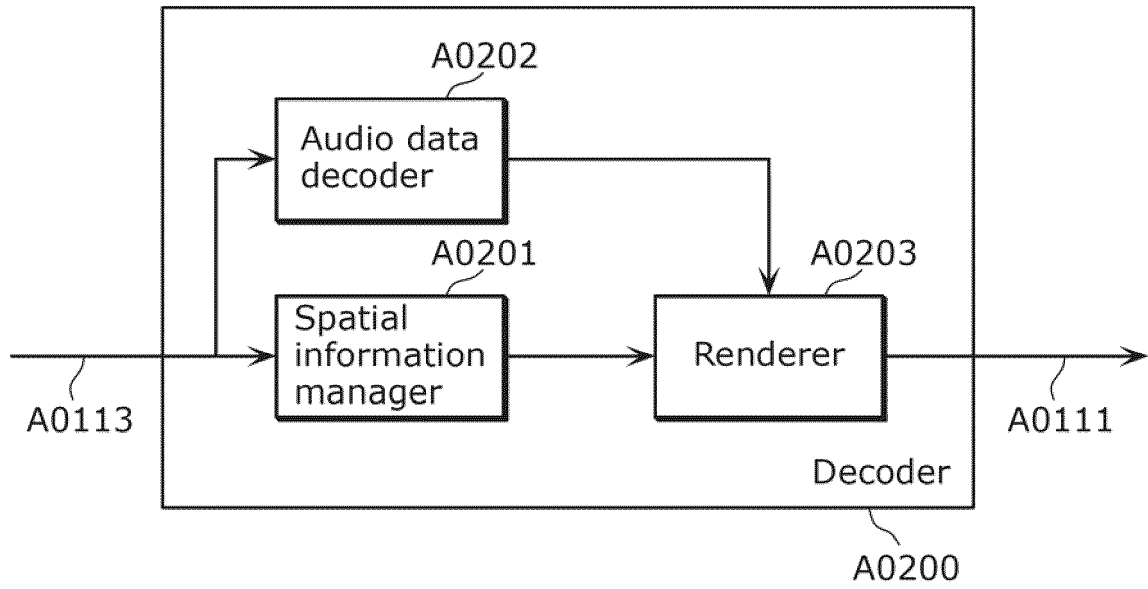 A0202
Audio data
decoder
A0201
A0203
Spatial
information
manager
Renderer
A0113
A0111
Decoder
A0200